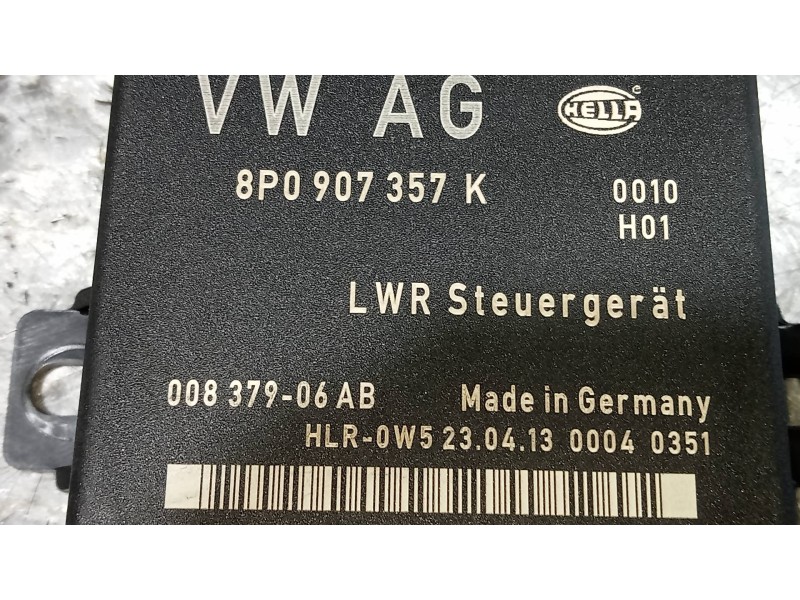 VW AG
HELLA
8P0 907 357 K
0010
H01
LWR Steuergerät
008 379-06 AB
Made in Germany
HLR-0W5 23.04.13 0004 0351